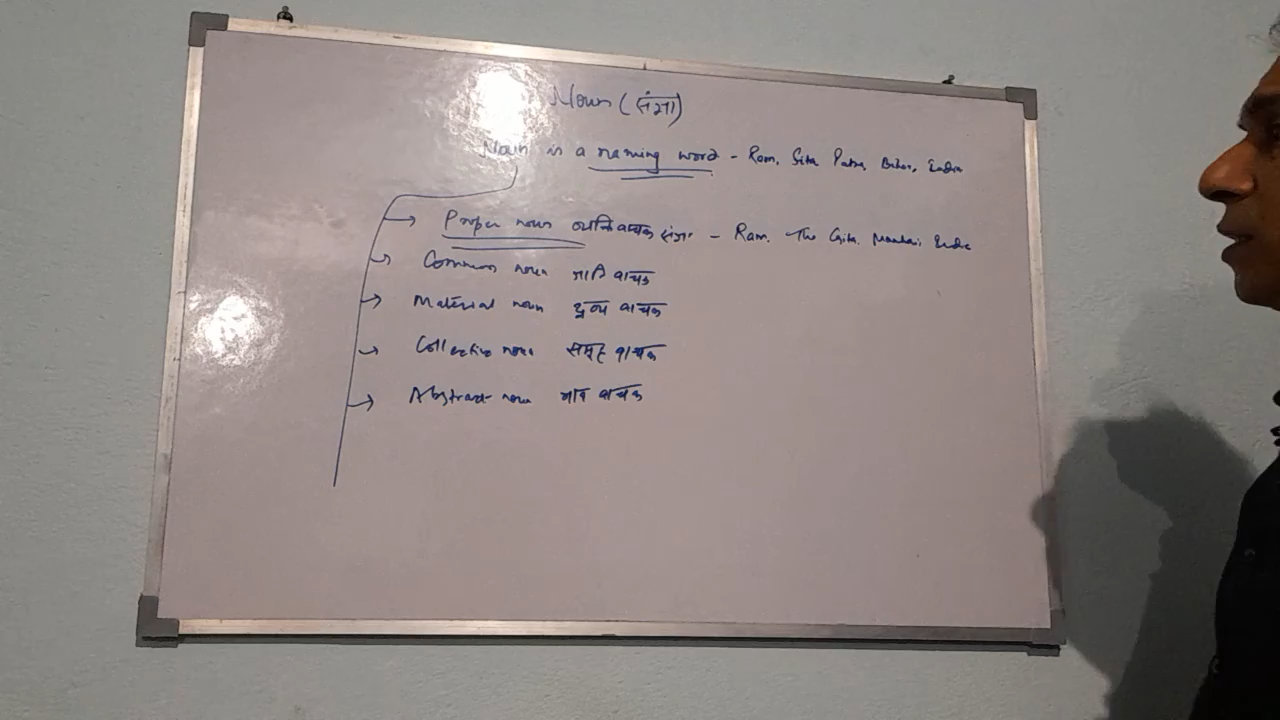 Noun (संज्ञा)
Noun is a naming word - Ram, Gita, Patna, Bihar, India
Proper noun व्यक्तिवाचक संज्ञा - Ram. The Gita. Mumbai, India
Common noun जाति वाचक
Material noun द्रव्य वाचक
Collective noun समूह वाचक
Abstract noun भाव वाचक